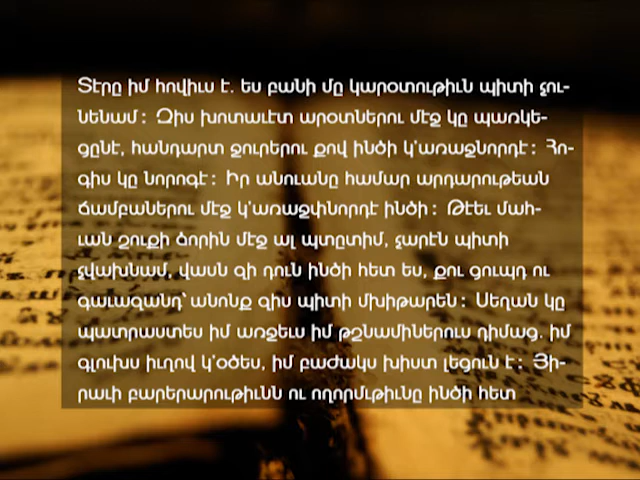 Տէրը իմ հովիւս է. ես բանի մը կարօտութիւն պիտի չու-
նենամ: Զիս խոտաւէտ արօտներու մէջ կը պառկե-
ցընէ, հանդարտ ջուրերու քով ինծի կ'առաջնորդէ: Հո-
գիս կը նորոգէ: Իր անուանը համար արդարութեան
ճամբաներու մէջ կ'առաջփնորդէ ինծի: Թէեւ մահ-
ւան շուքի ձորին մէջ ալ պտըտիմ, չարէն պիտի
չվախնամ, վասն զի դուն ինծի հետ ես, քու ցուպդ ու
գաւազանդ՝ անոնք զիս պիտի մխիթարեն: Սեղան կը
պատրաստես իմ առջեւս իմ թշնամիներուս դիմաց. իմ
գլուխս իւղով կ'օծես, իմ բաժակս խիստ լեցուն է: Յի-
րաւի բարերարութիւնն ու ողորմւթիւնը ինծի հետ